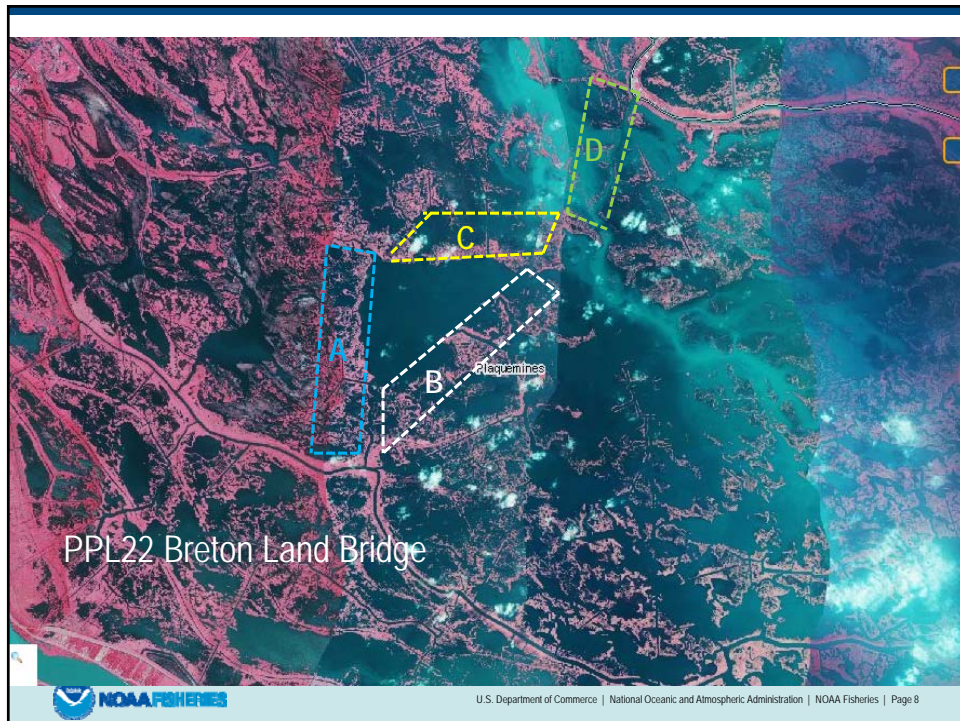 D
C
A
B
Plaquemines
PPL22 Breton Land Bridge
NOAA
NOAA FISHERIES
U.S. Department of Commerce | National Oceanic and Atmospheric Administration | NOAA Fisheries | Page 8